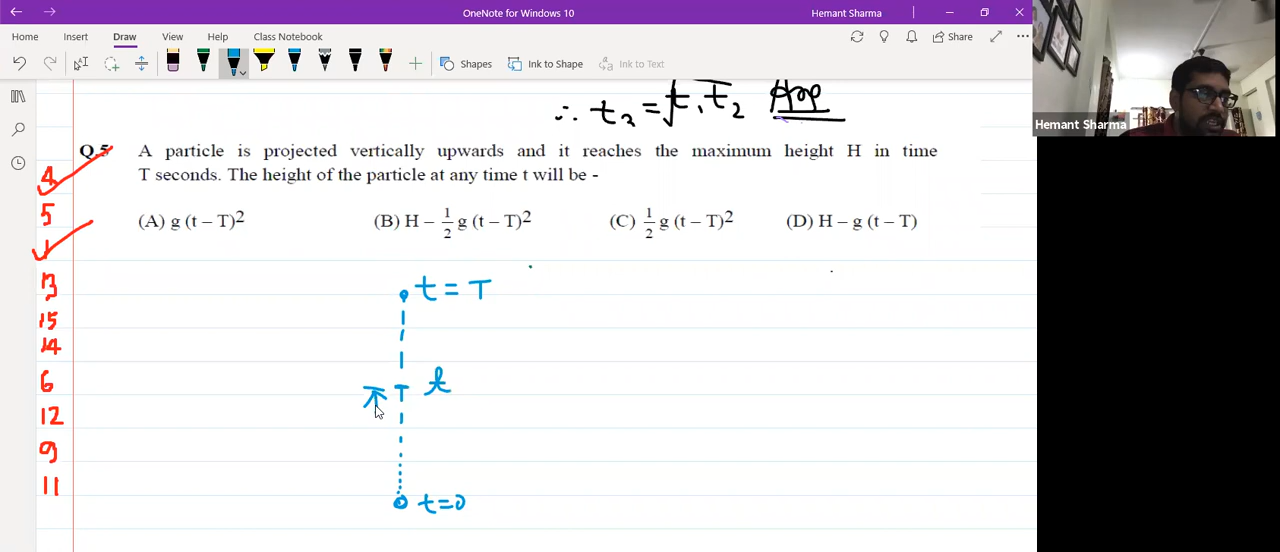 OneNote for Windows 10
Hemant Sharma
Home Insert Draw View Help Class Notebook
Share
Shapes
Ink to Shape
Ink to Text
Hemant Sharma
∴ t₃ = √t₁ t₂
Q.5 A particle is projected vertically upwards and it reaches the maximum height H in time
T seconds. The height of the particle at any time t will be -
(A) g (t – T)² (B) H – 1/2 g (t – T)² (C) 1/2 g (t – T)² (D) H – g (t – T)
4
5
1
13
15
14
6
12
9
11
t = T
t
t=0